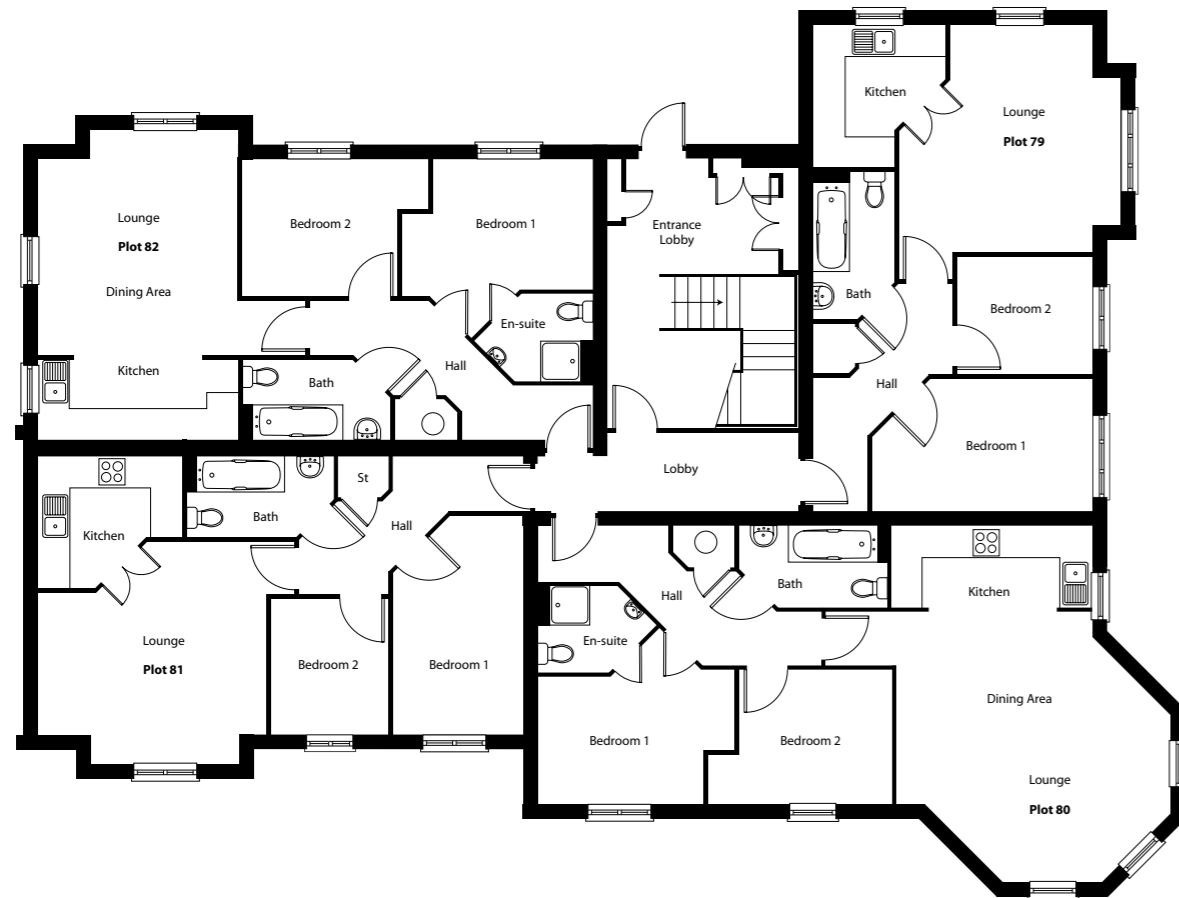 Kitchen
Lounge
Plot 79
Bath
Bedroom 2
Hall
Bedroom 1
Lounge
Plot 82
Dining Area
Kitchen
Bedroom 2
Bedroom 1
En-suite
Hall
Bath
Entrance
Lobby
Lobby
St
Bath
Hall
Kitchen
Lounge
Plot 81
Bedroom 2
Bedroom 1
Hall
Bath
Kitchen
En-suite
Bedroom 1
Bedroom 2
Dining Area
Lounge
Plot 80